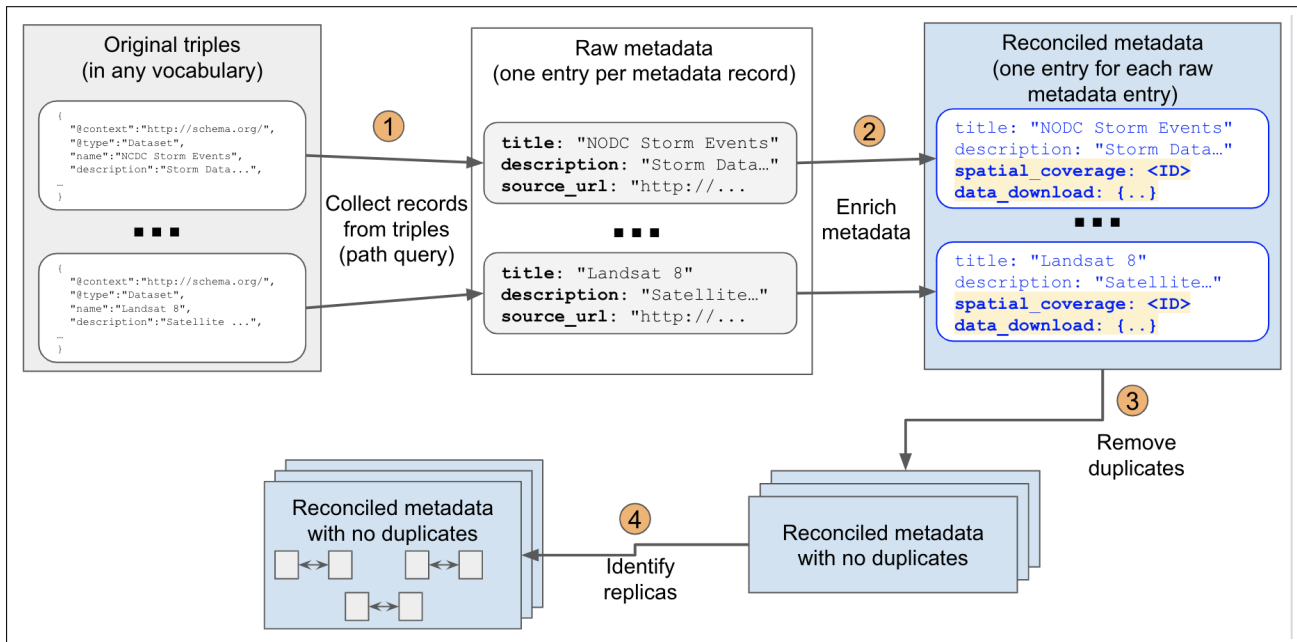 Original triples
(in any vocabulary)
{
"@context":"http://schema.org/",
"@type":"Dataset",
"name":"NCDC Storm Events",
"description":"Storm Data...",
…
}
{
"@context":"http://schema.org/",
"@type":"Dataset",
"name":"Landsat 8",
"description":"Satellite ...",
…
}
1
Collect records
from triples
(path query)
Raw metadata
(one entry per metadata record)
title: "NODC Storm Events"
description: "Storm Data…"
source_url: "http://...
title: "Landsat 8"
description: "Satellite…"
source_url: "http://...
2
Enrich
metadata
Reconciled metadata
(one entry for each raw
metadata entry)
title: "NODC Storm Events"
description: "Storm Data…"
spatial_coverage: <ID>
data_download: {..}
title: "Landsat 8"
description: "Satellite…"
spatial_coverage: <ID>
data_download: {..}
3
Remove
duplicates
Reconciled metadata
with no duplicates
4
Identify
replicas
Reconciled metadata
with no duplicates